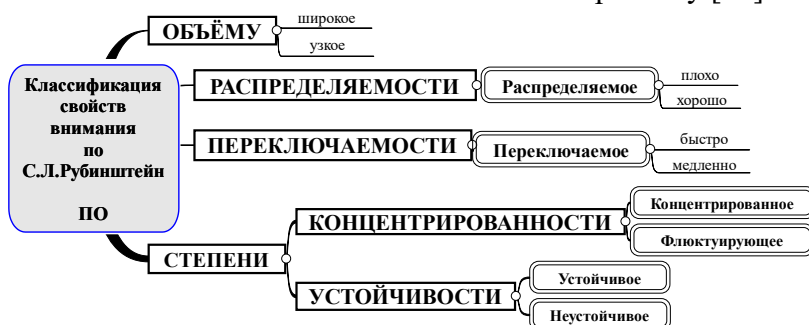 ОБЪЁМУ
широкое
узкое
Классификация
свойств
внимания
по
С.Л.Рубинштейн
ПО
РАСПРЕДЕЛЯЕМОСТИ
Распределяемое
плохо
хорошо
ПЕРЕКЛЮЧАЕМОСТИ
Переключаемое
быстро
медленно
СТЕПЕНИ
КОНЦЕНТРИРОВАННОСТИ
Концентрированное
Флюктуирующее
УСТОЙЧИВОСТИ
Устойчивое
Неустойчивое